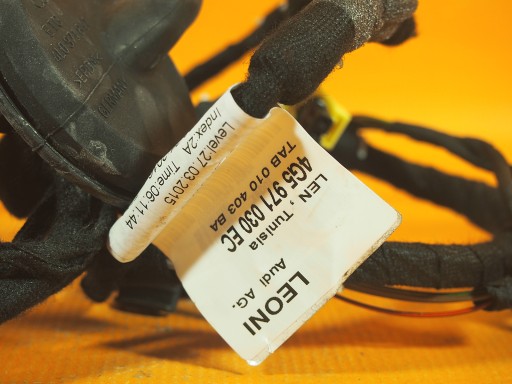 LEONI
Audi AG.
LEN , Tunisia
4G5 971 030 EC
TAB 010 403 BA
Level:27.03.2015
Index:2A Time:06:11:44